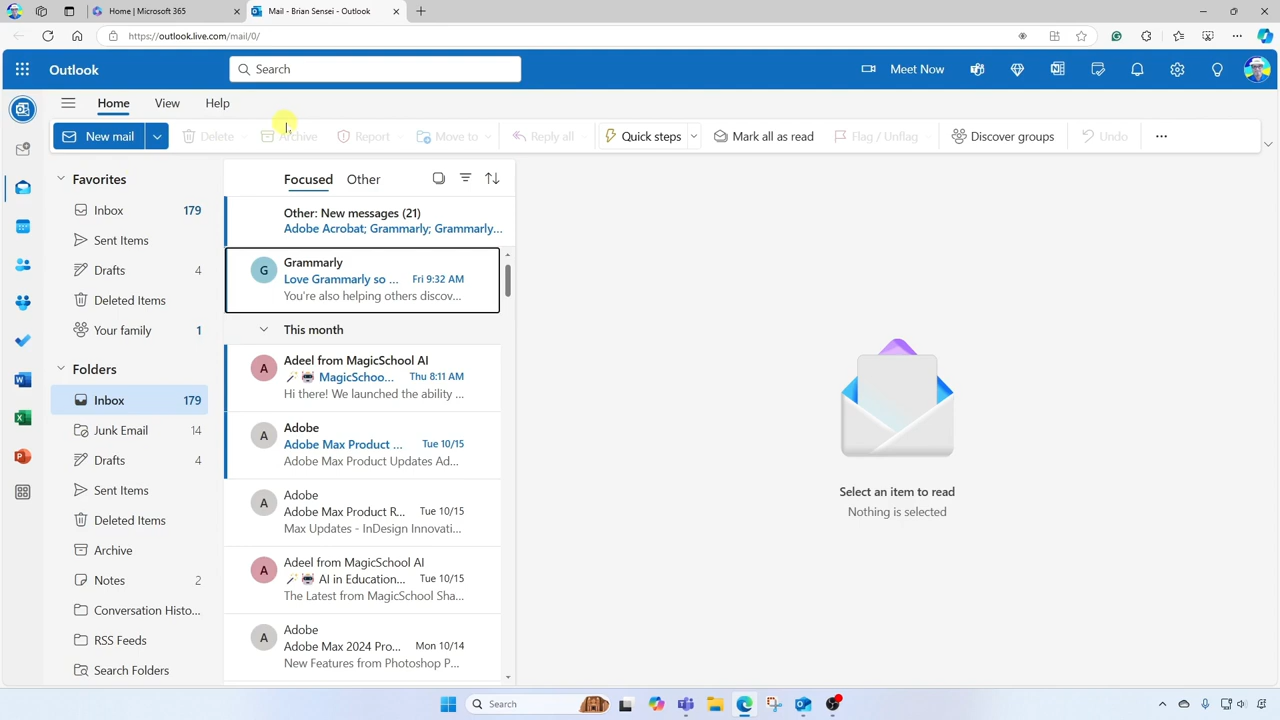 Home | Microsoft 365
Mail - Brian Sensei - Outlook
https://outlook.live.com/mail/0/
Outlook
Search
Meet Now
Home
View
Help
New mail
Delete
Archive
Report
Move to
Reply all
Quick steps
Mark all as read
Flag / Unflag
Discover groups
Undo
Favorites
Inbox 179
Sent Items
Drafts 4
Deleted Items
Your family 1
Folders
Inbox 179
Junk Email 14
Drafts 4
Sent Items
Deleted Items
Archive
Notes 2
Conversation Histo...
RSS Feeds
Search Folders
Focused
Other
Other: New messages (21)
Adobe Acrobat; Grammarly; Grammarly...
G
Grammarly
Love Grammarly so ... Fri 9:32 AM
You're also helping others discov...
This month
A
Adeel from MagicSchool AI
MagicSchoo... Thu 8:11 AM
Hi there! We launched the ability ...
A
Adobe
Adobe Max Product ... Tue 10/15
Adobe Max Product Updates Ad...
A
Adobe
Adobe Max Product R... Tue 10/15
Max Updates - InDesign Innovati...
A
Adeel from MagicSchool AI
AI in Education... Tue 10/15
The Latest from MagicSchool Sha...
A
Adobe
Adobe Max 2024 Pro... Mon 10/14
New Features from Photoshop P...
Select an item to read
Nothing is selected
Search